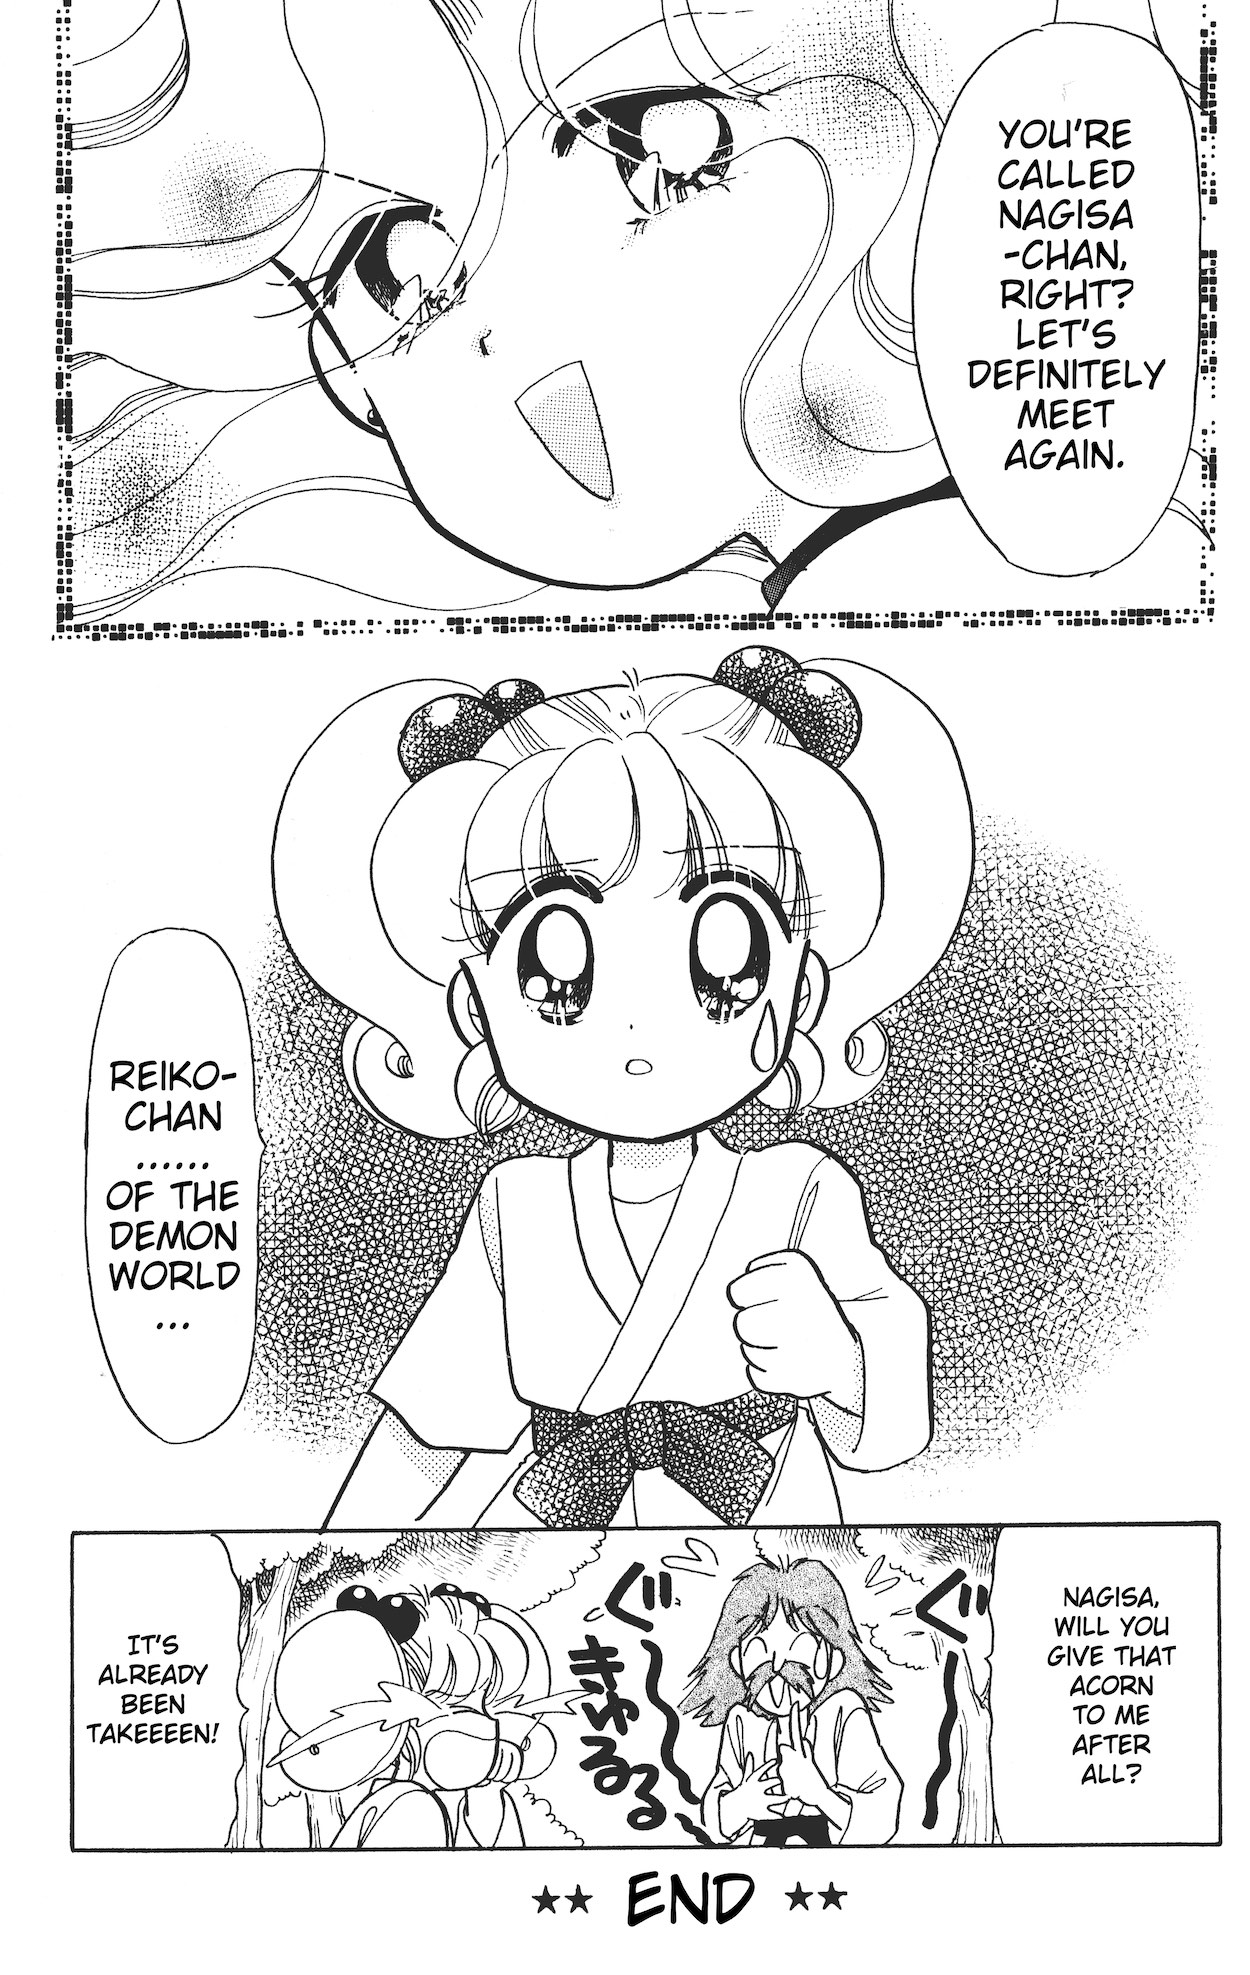 YOU'RE
CALLED
NAGISA
-CHAN,
RIGHT?
LET'S
DEFINITELY
MEET
AGAIN.
REIKO-
CHAN
......
OF THE
DEMON
WORLD
...
NAGISA,
WILL YOU
GIVE THAT
ACORN
TO ME
AFTER
ALL?
ぐ〜
ぐ〜
きゅるる
IT'S
ALREADY
BEEN
TAKEEEEN!
★★ END ★★